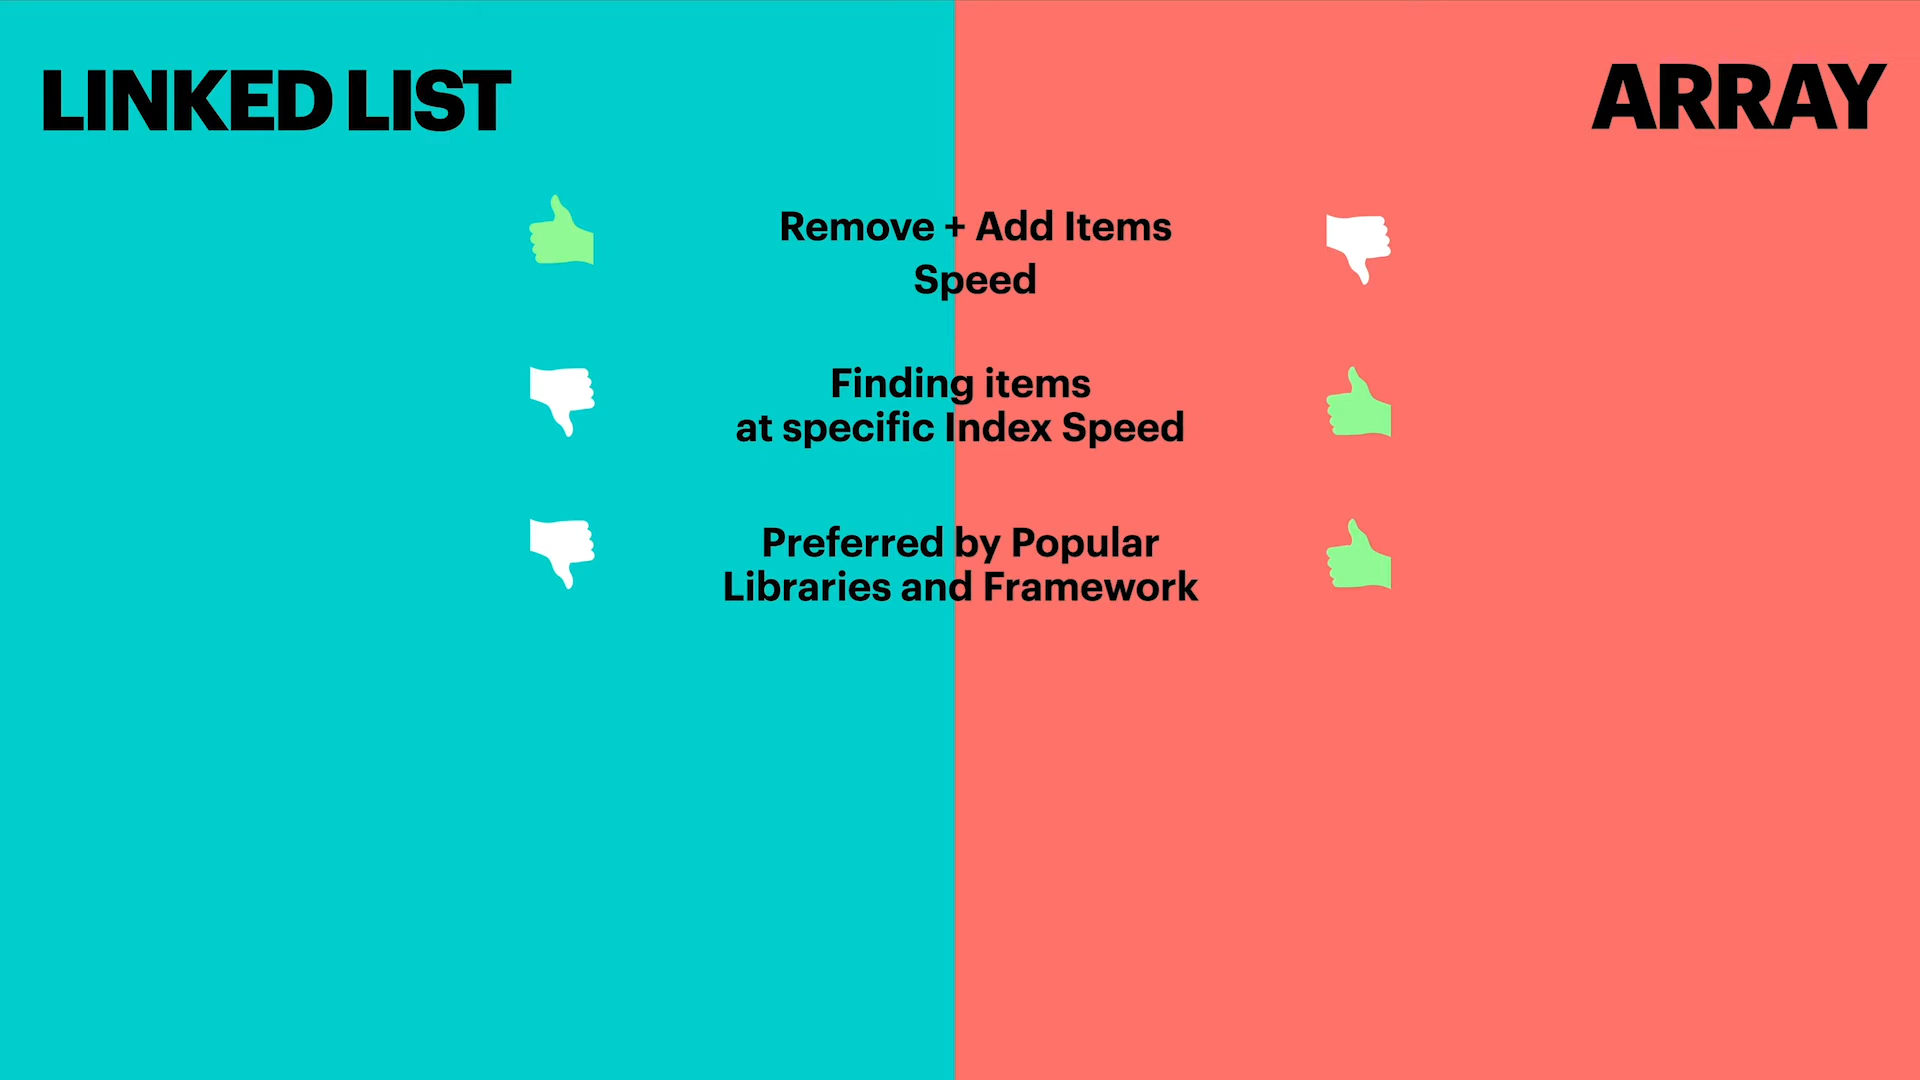 LINKED LIST
ARRAY
Remove + Add Items
Speed
Finding items
at specific Index Speed
Preferred by Popular
Libraries and Framework